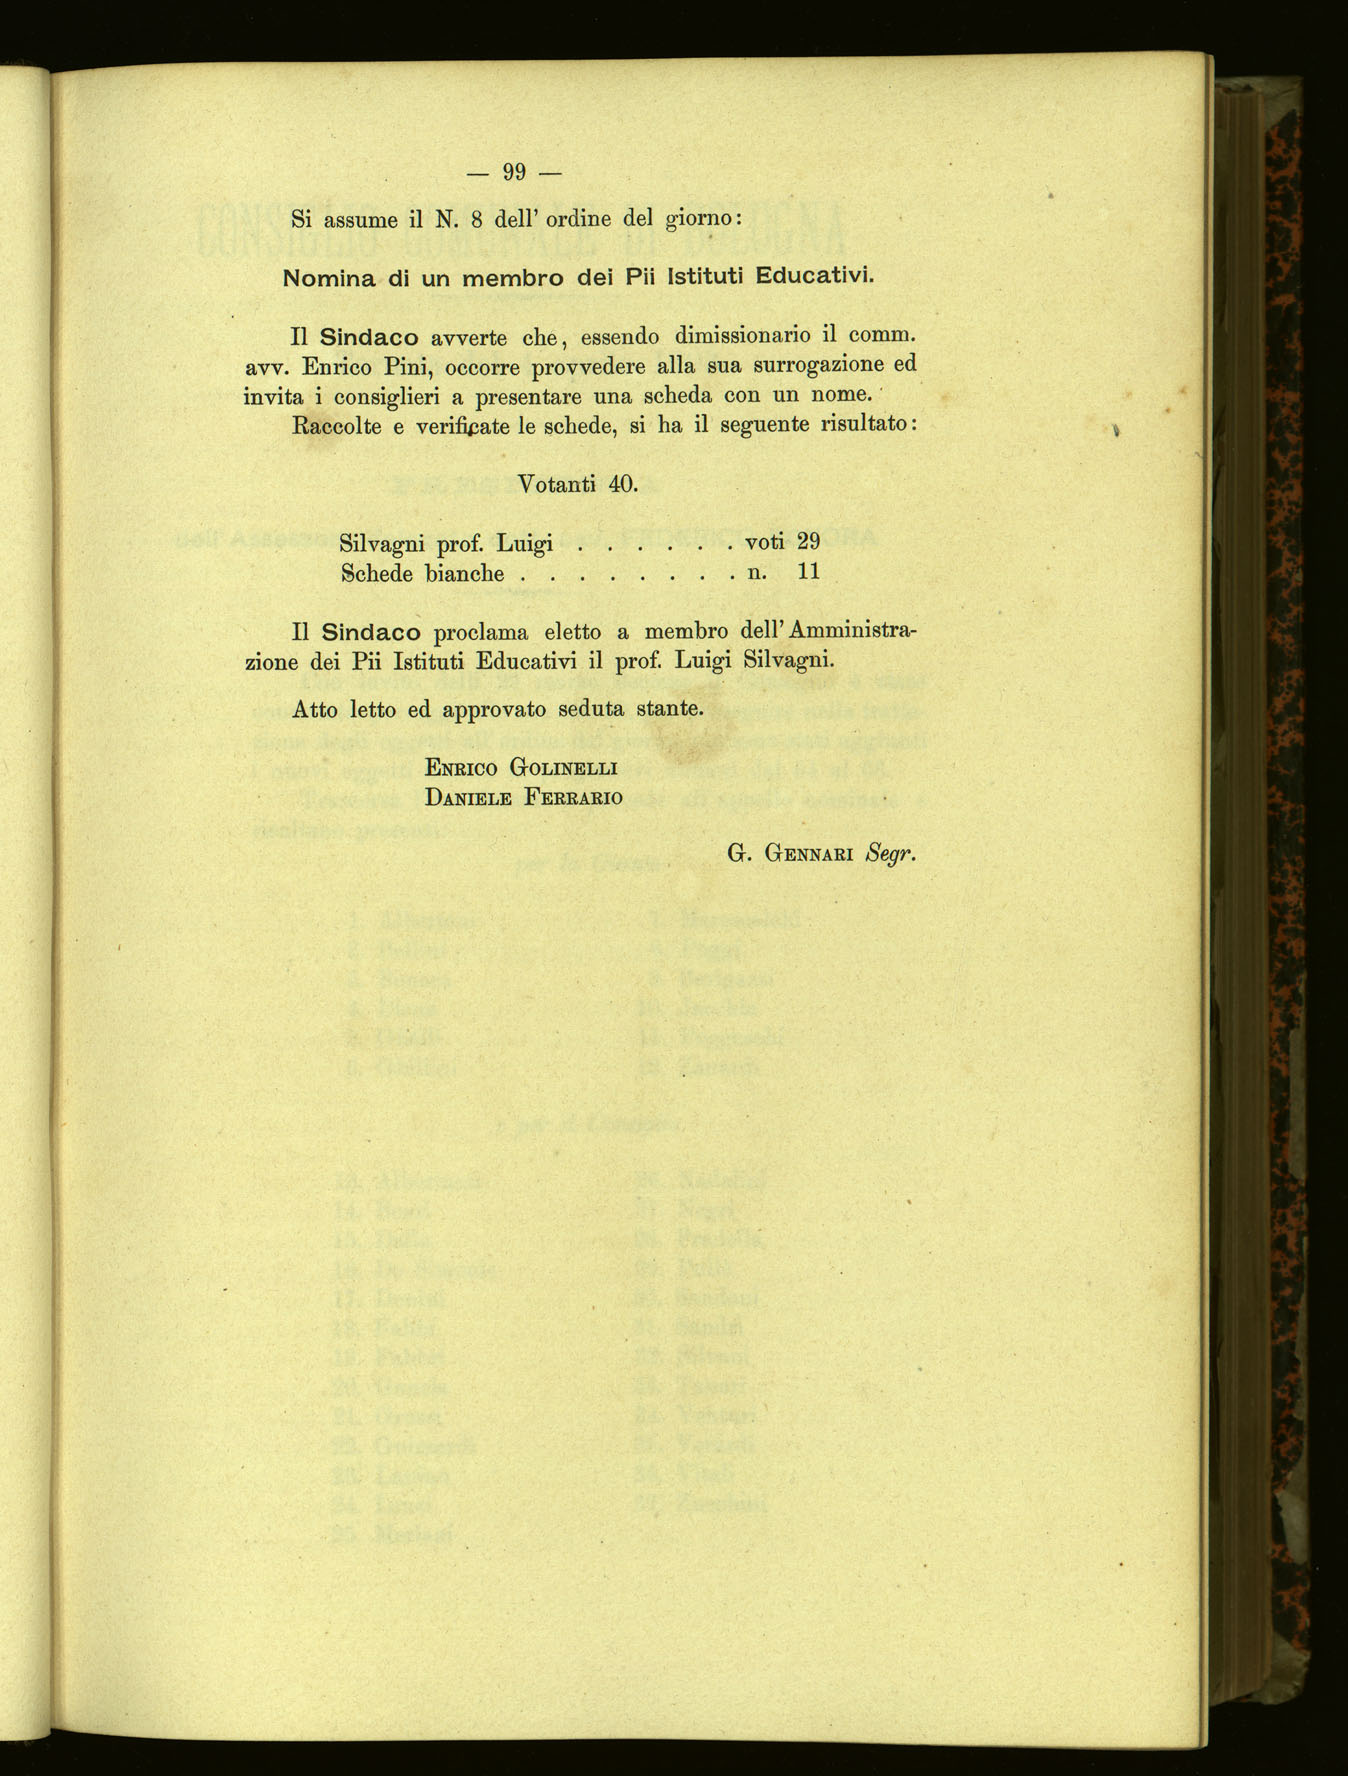 — 99 —
Si assume il N. 8 dell' ordine del giorno:
Nomina di un membro dei Pii Istituti Educativi.
Il Sindaco avverte che, essendo dimissionario il comm.
avv. Enrico Pini, occorre provvedere alla sua surrogazione ed
invita i consiglieri a presentare una scheda con un nome.
Raccolte e verificate le schede, si ha il seguente risultato:
Votanti 40.
Silvagni prof. Luigi . . . . . . voti 29
Schede bianche . . . . . . . . n. 11
Il Sindaco proclama eletto a membro dell' Amministra-
zione dei Pii Istituti Educativi il prof. Luigi Silvagni.
Atto letto ed approvato seduta stante.
ENRICO GOLINELLI
DANIELE FERRARIO
G. GENNARI Segr.